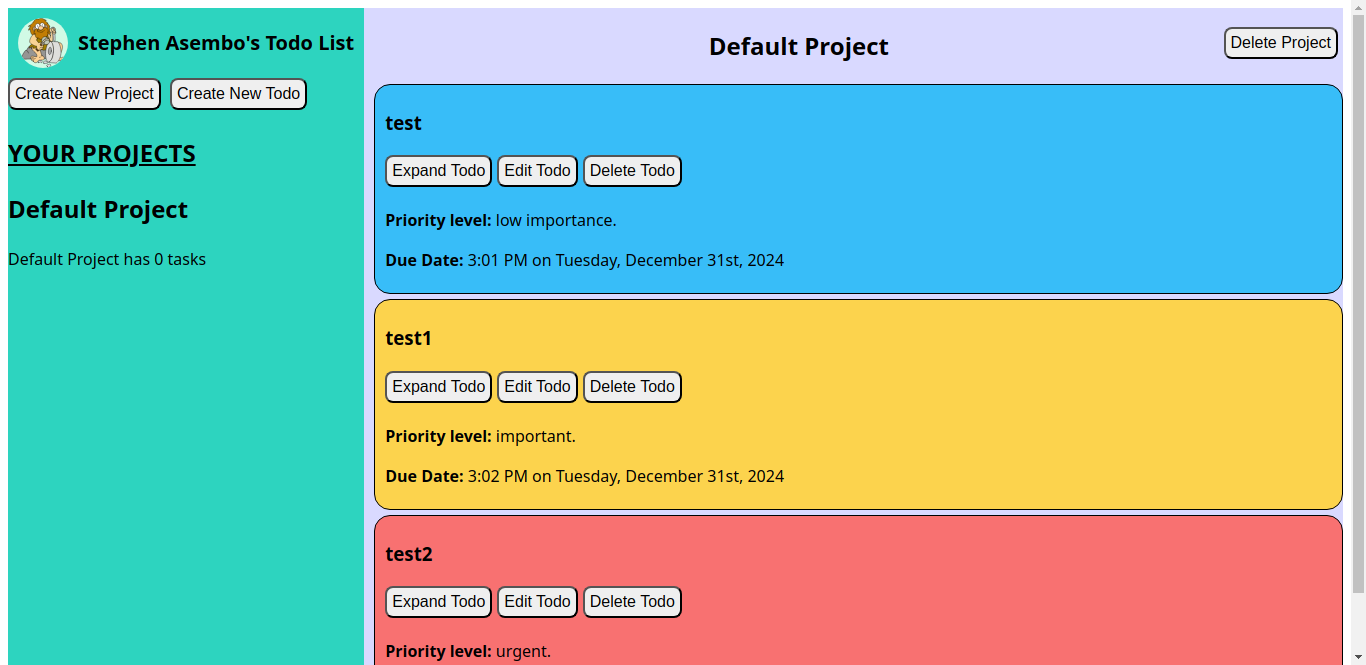 Stephen Asembo's Todo List
Create New Project Create New Todo
YOUR PROJECTS
Default Project
Default Project has 0 tasks
Default Project
Delete Project
test
Expand Todo Edit Todo Delete Todo
Priority level: low importance.
Due Date: 3:01 PM on Tuesday, December 31st, 2024
test1
Expand Todo Edit Todo Delete Todo
Priority level: important.
Due Date: 3:02 PM on Tuesday, December 31st, 2024
test2
Expand Todo Edit Todo Delete Todo
Priority level: urgent.